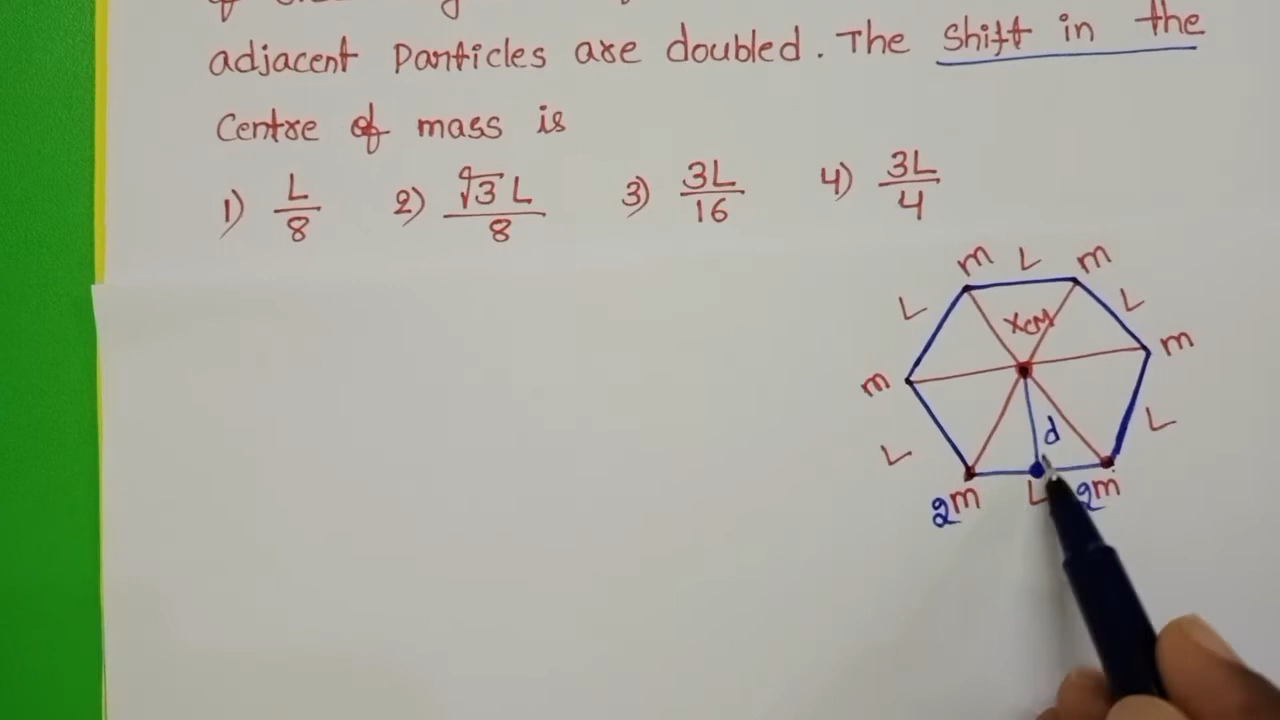 adjacent particles are doubled. The shift in the
Centre of mass is
1) L/8 2) √3 L/8 3) 3L/16 4) 3L/4
m L m
L L
XCM
m m
d
L L
2m L 2m